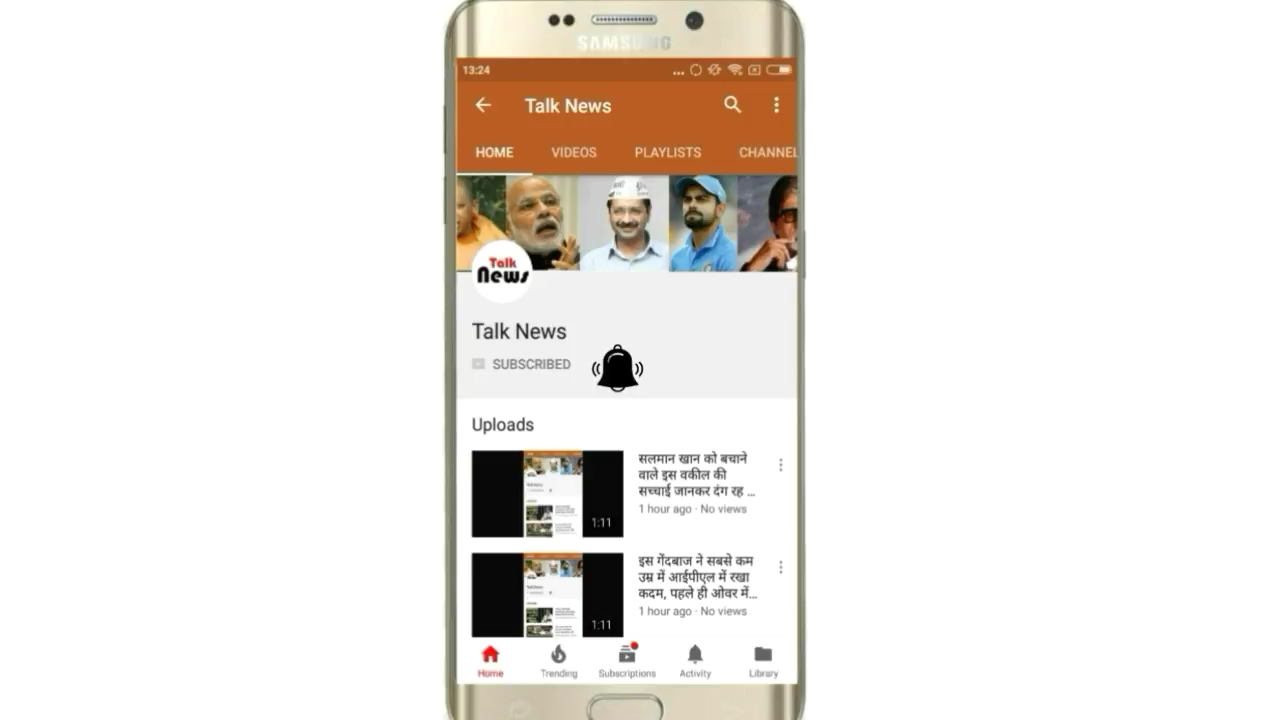 SAMSUNG
13:24
Talk News
HOME VIDEOS PLAYLISTS CHANNEL
Talk
News
Talk News
SUBSCRIBED
Uploads
सलमान खान को बचाने
वाले इस वकील की
सच्चाई जानकर दंग रह ...
1 hour ago · No views
1:11
इस गेंदबाज ने सबसे कम
उम्र में आईपीएल में रखा
कदम, पहले ही ओवर में...
1 hour ago · No views
1:11
Home Trending Subscriptions Activity Library